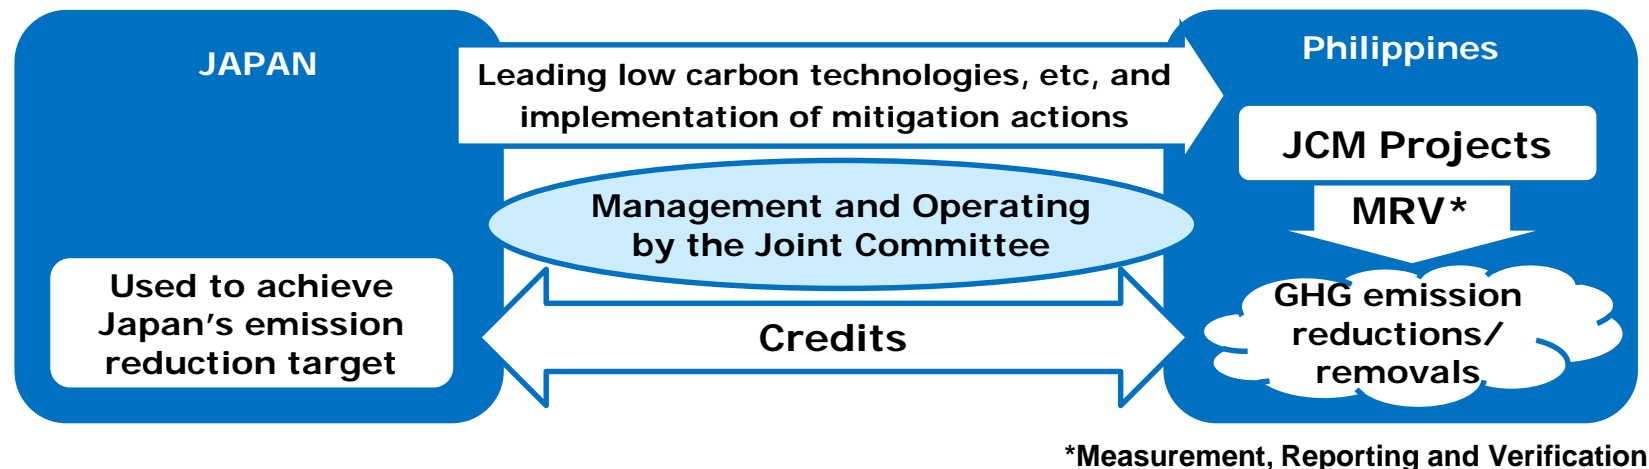 JAPAN
Leading low carbon technologies, etc, and
implementation of mitigation actions
Philippines
JCM Projects
MRV*
Management and Operating
by the Joint Committee
Used to achieve
Japan's emission
reduction target
Credits
GHG emission
reductions/
removals
*Measurement, Reporting and Verification